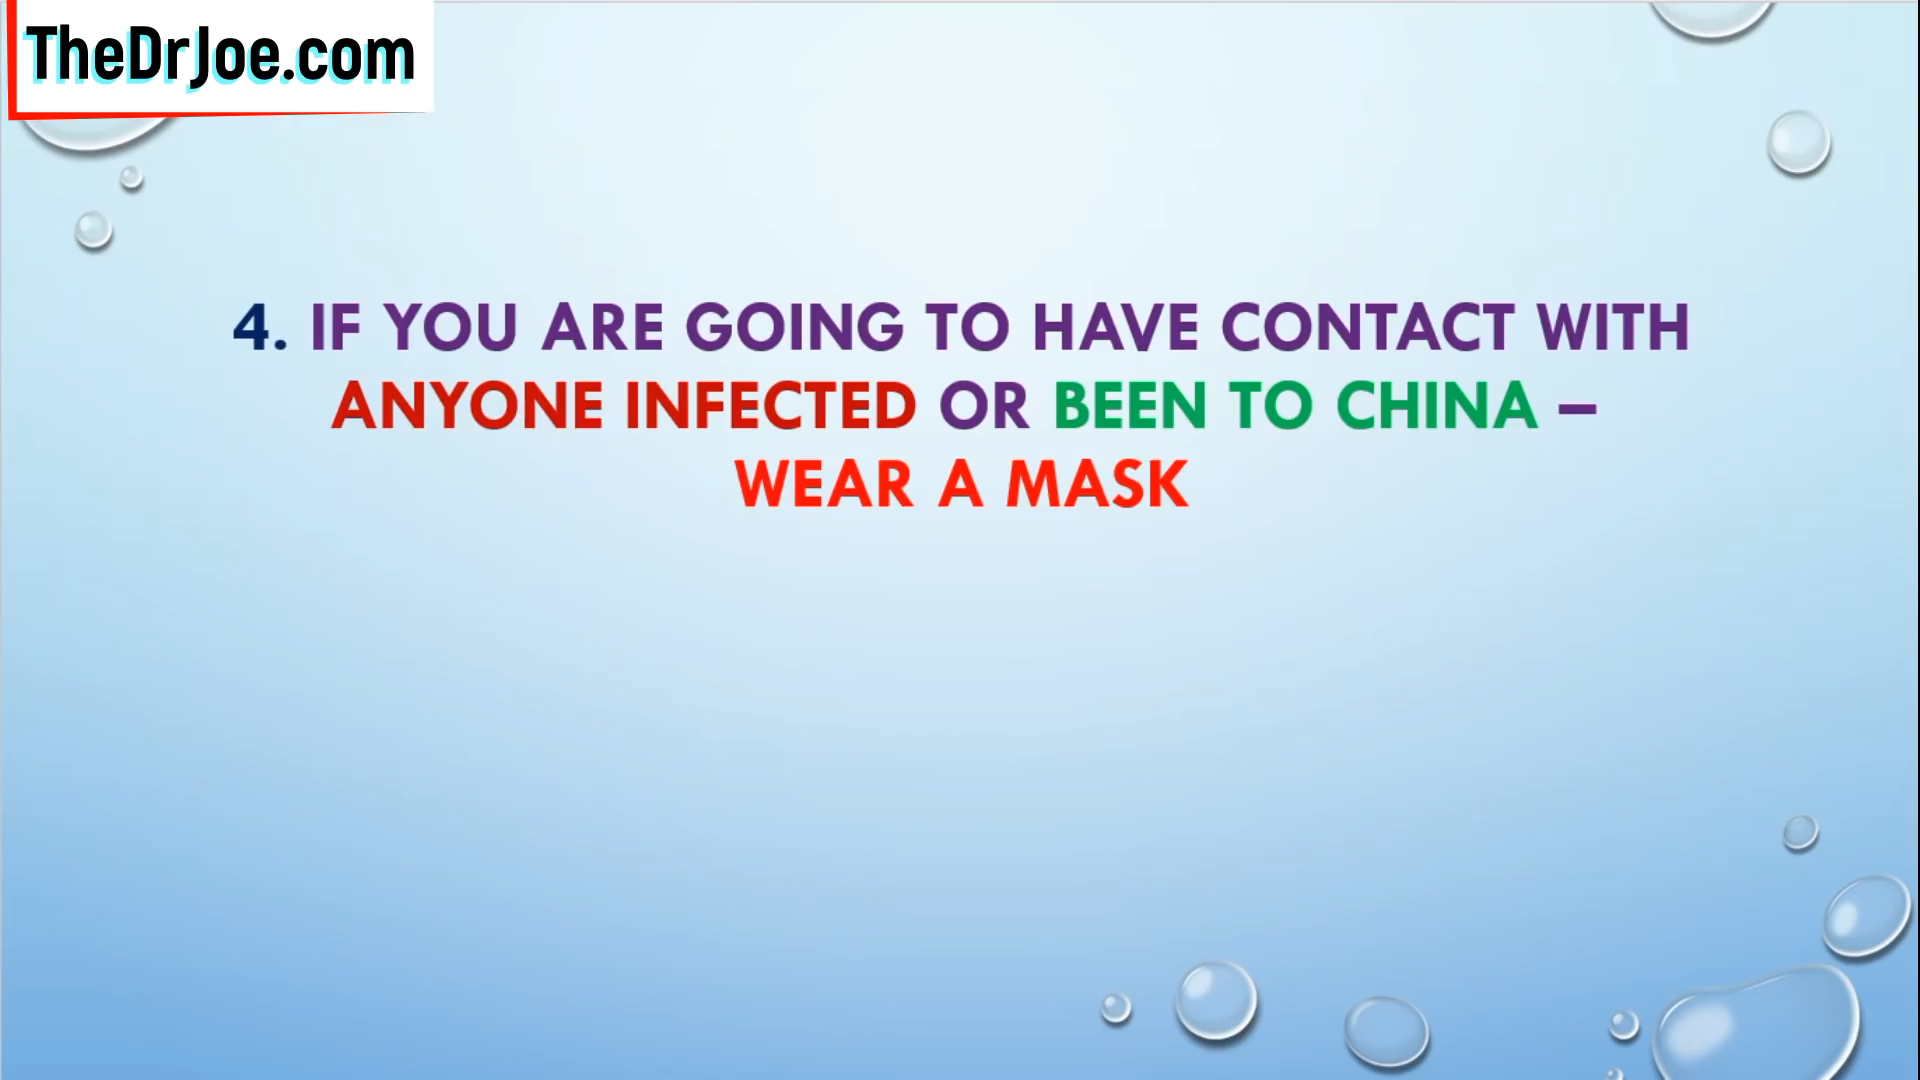 TheDrJoe.com
4. IF YOU ARE GOING TO HAVE CONTACT WITH
ANYONE INFECTED OR BEEN TO CHINA –
WEAR A MASK